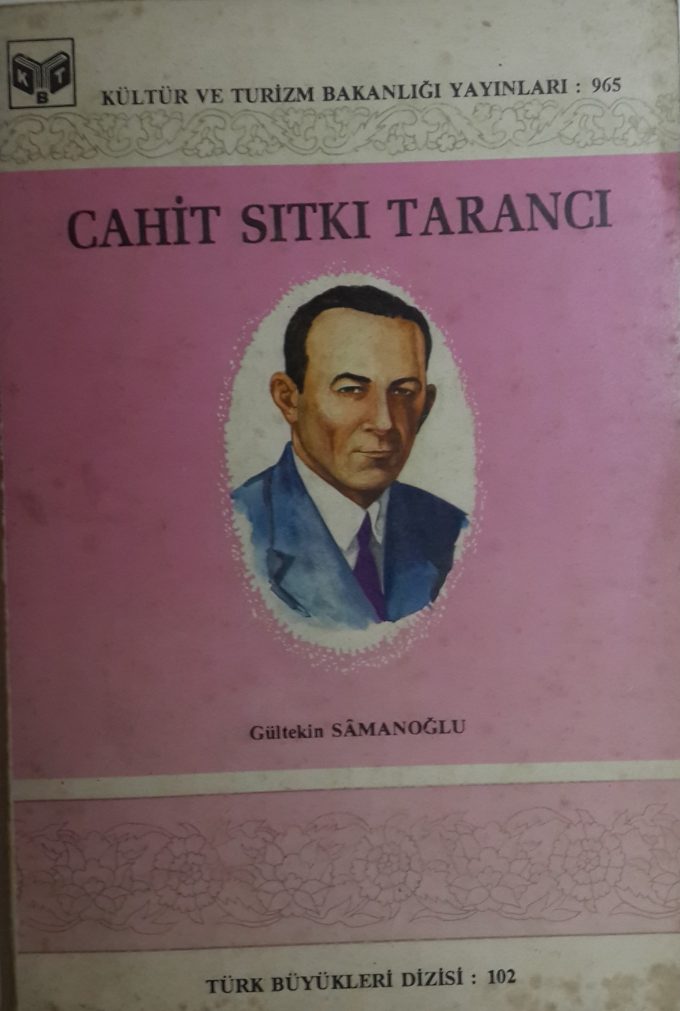 K B T
KÜLTÜR VE TURİZM BAKANLIĞI YAYINLARI : 965
CAHİT SITKI TARANCI
Gültekin SÂMANOĞLU
TÜRK BÜYÜKLERİ DİZİSİ : 102